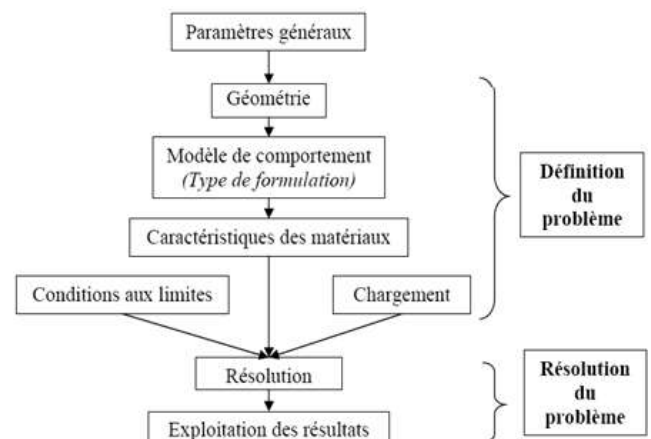 Paramètres généraux
Géométrie
Modèle de comportement
(Type de formulation)
Définition
du
problème
Caractéristiques des matériaux
Conditions aux limites
Chargement
Résolution
Résolution
du
problème
Exploitation des résultats